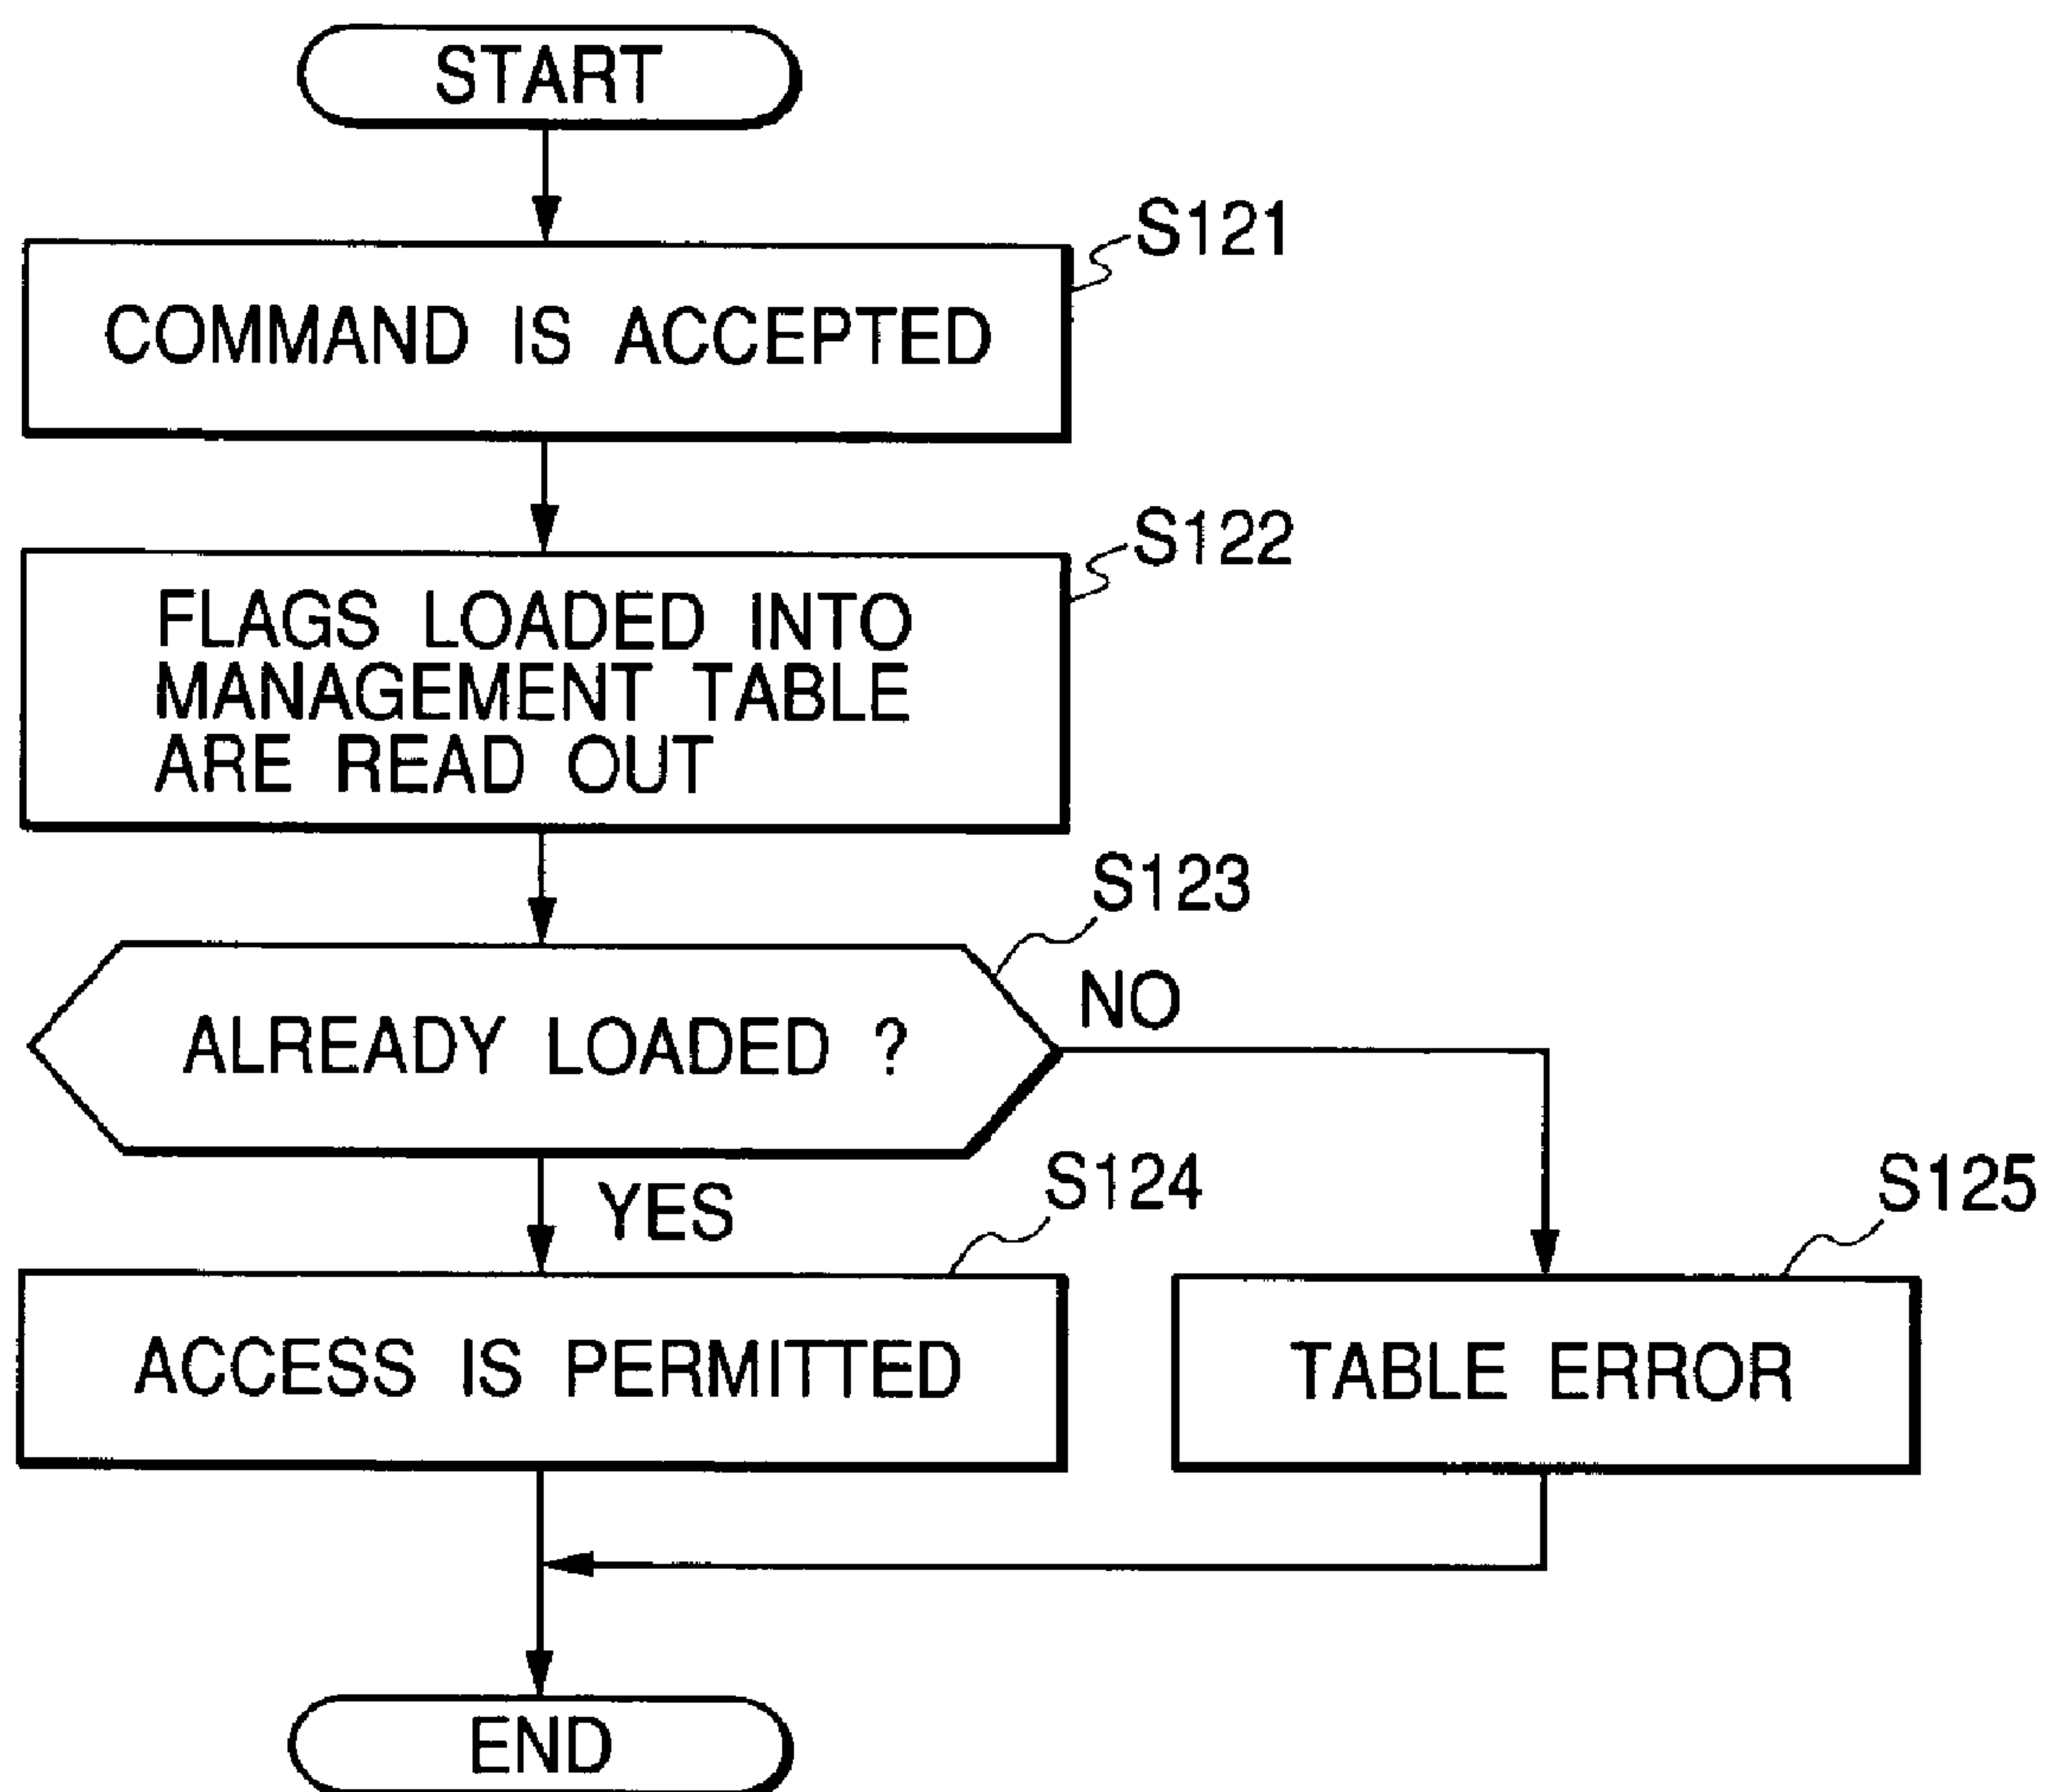 START
S121
COMMAND IS ACCEPTED
S122
FLAGS LOADED INTO
MANAGEMENT TABLE
ARE READ OUT
S123
NO
ALREADY LOADED ?
YES
S124
S125
ACCESS IS PERMITTED
TABLE ERROR
END